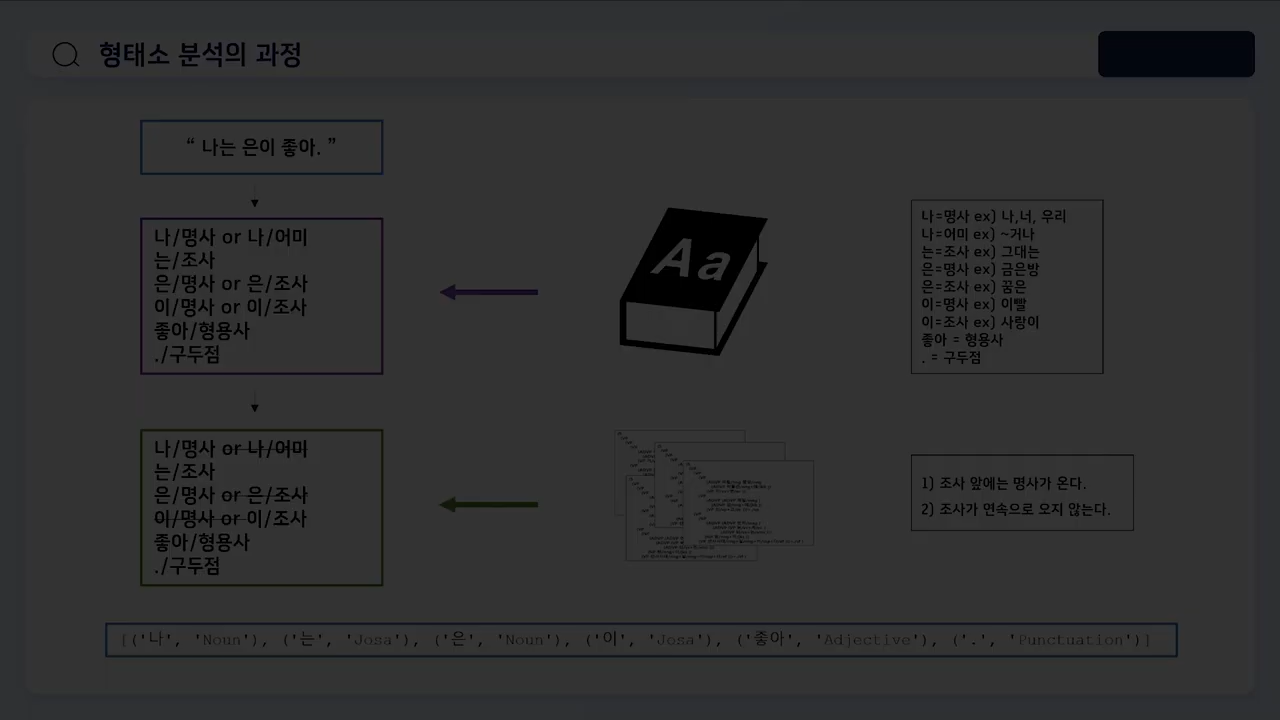 형태소 분석의 과정
“ 나는 은이 좋아. ”
나/명사 or 나/어미
는/조사
은/명사 or 은/조사
이/명사 or 이/조사
좋아/형용사
./구두점
Aa
나=명사 ex) 나,너, 우리
나=어미 ex) ~거나
는=조사 ex) 그대는
은=명사 ex) 금은방
은=조사 ex) 꿈은
이=명사 ex) 이빨
이=조사 ex) 사랑이
좋아 = 형용사
. = 구두점
나/명사 or 나/어미
는/조사
은/명사 or 은/조사
이/명사 or 이/조사
좋아/형용사
./구두점
1) 조사 앞에는 명사가 온다.
2) 조사가 연속으로 오지 않는다.
[('나', 'Noun'), ('는', 'Josa'), ('은', 'Noun'), ('이', 'Josa'), ('좋아', 'Adjective'), ('.', 'Punctuation')]